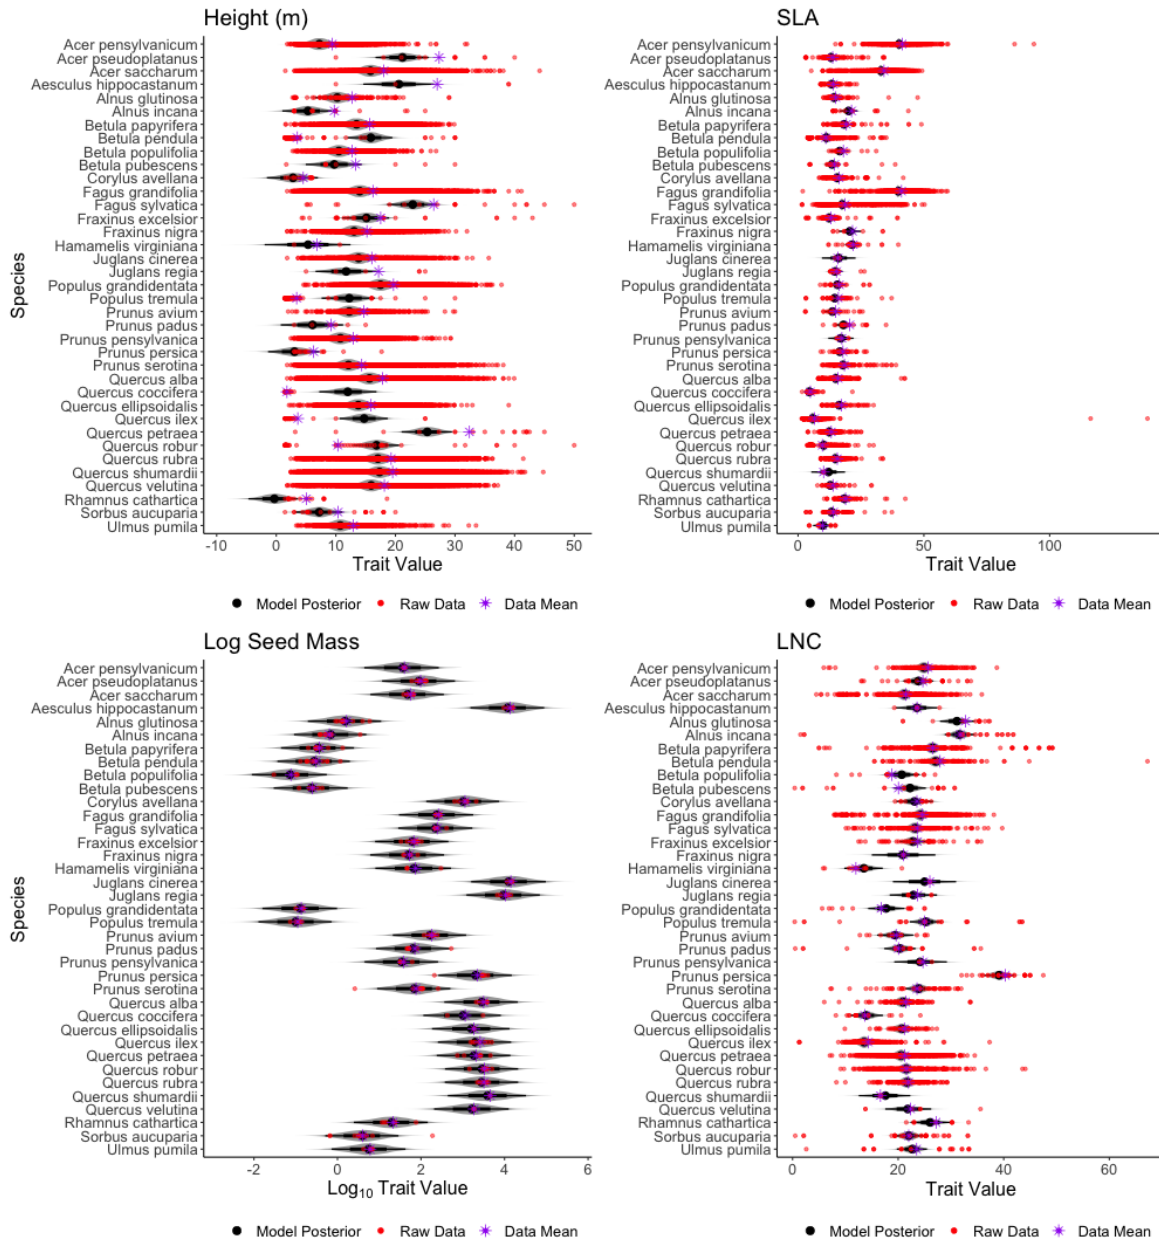 Height (m)
Species
Acer pensylvanicum
Acer pseudoplatanus
Acer saccharum
Aesculus hippocastanum
Alnus glutinosa
Alnus incana
Betula papyrifera
Betula pendula
Betula populifolia
Betula pubescens
Corylus avellana
Fagus grandifolia
Fagus sylvatica
Fraxinus excelsior
Fraxinus nigra
Hamamelis virginiana
Juglans cinerea
Juglans regia
Populus grandidentata
Populus tremula
Prunus avium
Prunus padus
Prunus pensylvanica
Prunus persica
Prunus serotina
Quercus alba
Quercus coccifera
Quercus ellipsoidalis
Quercus ilex
Quercus petraea
Quercus robur
Quercus rubra
Quercus shumardii
Quercus velutina
Rhamnus cathartica
Sorbus aucuparia
Ulmus pumila
-10 0 10 20 30 40 50
Trait Value
Model Posterior Raw Data Data Mean
SLA
Acer pensylvanicum
Acer pseudoplatanus
Acer saccharum
Aesculus hippocastanum
Alnus glutinosa
Alnus incana
Betula papyrifera
Betula pendula
Betula populifolia
Betula pubescens
Corylus avellana
Fagus grandifolia
Fagus sylvatica
Fraxinus excelsior
Fraxinus nigra
Hamamelis virginiana
Juglans cinerea
Juglans regia
Populus grandidentata
Populus tremula
Prunus avium
Prunus padus
Prunus pensylvanica
Prunus persica
Prunus serotina
Quercus alba
Quercus coccifera
Quercus ellipsoidalis
Quercus ilex
Quercus petraea
Quercus robur
Quercus rubra
Quercus shumardii
Quercus velutina
Rhamnus cathartica
Sorbus aucuparia
Ulmus pumila
0 50 100
Trait Value
Model Posterior Raw Data Data Mean
Log Seed Mass
Species
Acer pensylvanicum
Acer pseudoplatanus
Acer saccharum
Aesculus hippocastanum
Alnus glutinosa
Alnus incana
Betula papyrifera
Betula pendula
Betula populifolia
Betula pubescens
Corylus avellana
Fagus grandifolia
Fagus sylvatica
Fraxinus excelsior
Fraxinus nigra
Hamamelis virginiana
Juglans cinerea
Juglans regia
Populus grandidentata
Populus tremula
Prunus avium
Prunus padus
Prunus pensylvanica
Prunus persica
Prunus serotina
Quercus alba
Quercus coccifera
Quercus ellipsoidalis
Quercus ilex
Quercus petraea
Quercus robur
Quercus rubra
Quercus shumardii
Quercus velutina
Rhamnus cathartica
Sorbus aucuparia
Ulmus pumila
-2 0 2 4 6
Log₁₀ Trait Value
Model Posterior Raw Data Data Mean
LNC
Acer pensylvanicum
Acer pseudoplatanus
Acer saccharum
Aesculus hippocastanum
Alnus glutinosa
Alnus incana
Betula papyrifera
Betula pendula
Betula populifolia
Betula pubescens
Corylus avellana
Fagus grandifolia
Fagus sylvatica
Fraxinus excelsior
Fraxinus nigra
Hamamelis virginiana
Juglans cinerea
Juglans regia
Populus grandidentata
Populus tremula
Prunus avium
Prunus padus
Prunus pensylvanica
Prunus persica
Prunus serotina
Quercus alba
Quercus coccifera
Quercus ellipsoidalis
Quercus ilex
Quercus petraea
Quercus robur
Quercus rubra
Quercus shumardii
Quercus velutina
Rhamnus cathartica
Sorbus aucuparia
Ulmus pumila
0 20 40 60
Trait Value
Model Posterior Raw Data Data Mean